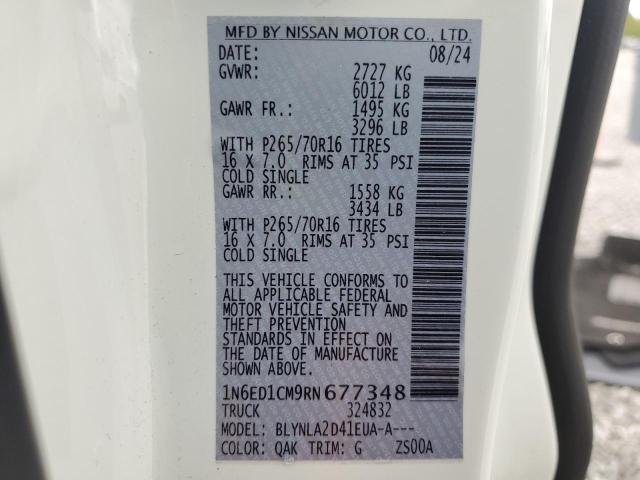 MFD BY NISSAN MOTOR CO., LTD.
DATE: 08/24
GVWR: 2727 KG
6012 LB
GAWR FR.: 1495 KG
3296 LB
WITH P265/70R16 TIRES
16 X 7.0 RIMS AT 35 PSI
COLD SINGLE
GAWR RR.: 1558 KG
3434 LB
WITH P265/70R16 TIRES
16 X 7.0 RIMS AT 35 PSI
COLD SINGLE
THIS VEHICLE CONFORMS TO
ALL APPLICABLE FEDERAL
MOTOR VEHICLE SAFETY AND
THEFT PREVENTION
STANDARDS IN EFFECT ON
THE DATE OF MANUFACTURE
SHOWN ABOVE.
1N6ED1CM9RN677348
TRUCK 324832
MODEL: BLYNLA2D41EUA-A---
COLOR: QAK TRIM: G ZS00A